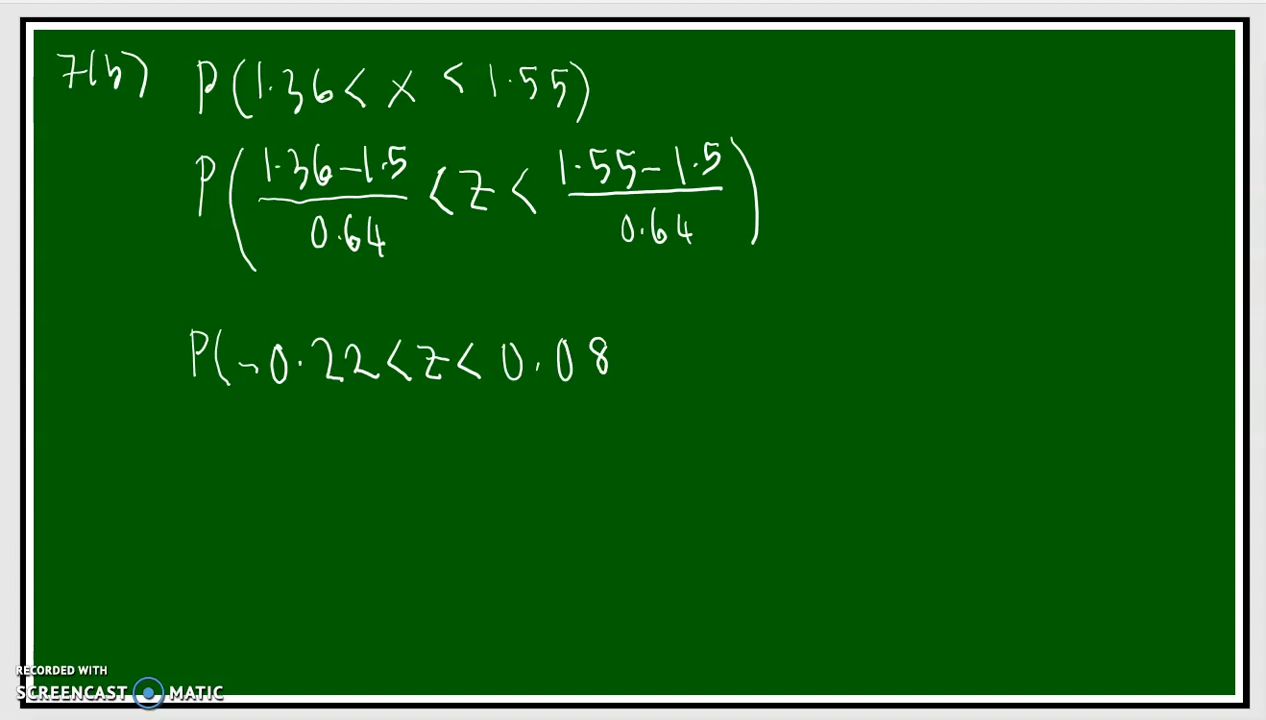 7(b) P(1.36 < x < 1.55)
P(1.36-1.5/0.64 < z < 1.55-1.5/0.64)
P(-0.22 < z < 0.08
RECORDED WITH
SCREENCAST MATIC